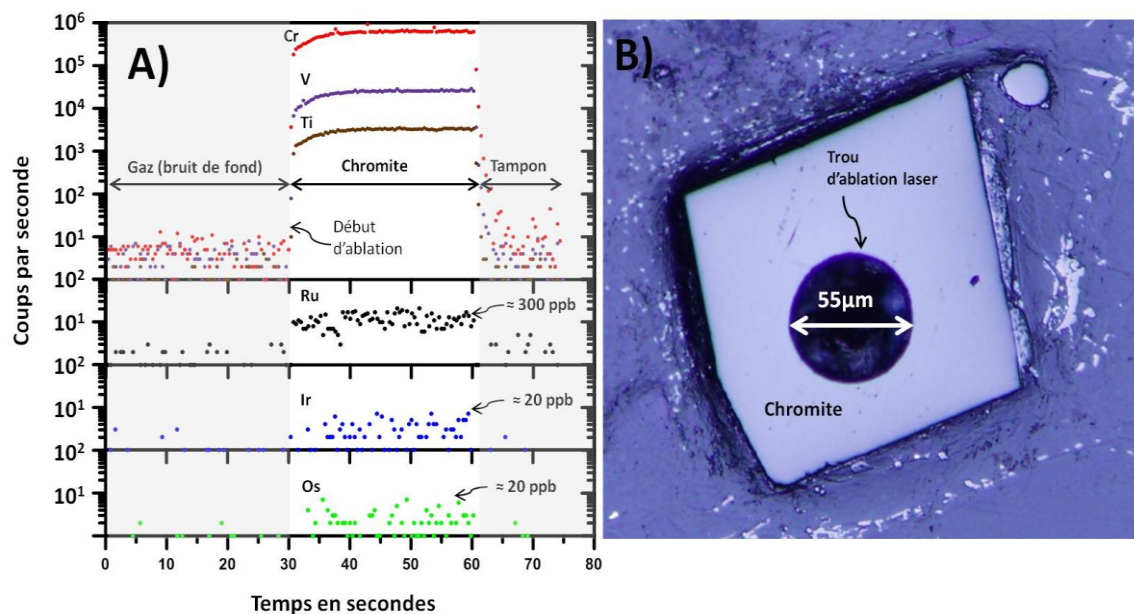 A)
Coups par seconde
10⁶
10⁵
10⁴
10³
10²
10¹
10²
10¹
10²
10¹
10²
10¹
Cr
V
Ti
Gaz (bruit de fond)
Chromite
Tampon
Début
d'ablation
Ru
≈ 300 ppb
Ir
≈ 20 ppb
Os
≈ 20 ppb
0
10
20
30
40
50
60
70
80
Temps en secondes
B)
Trou
d'ablation laser
55µm
Chromite